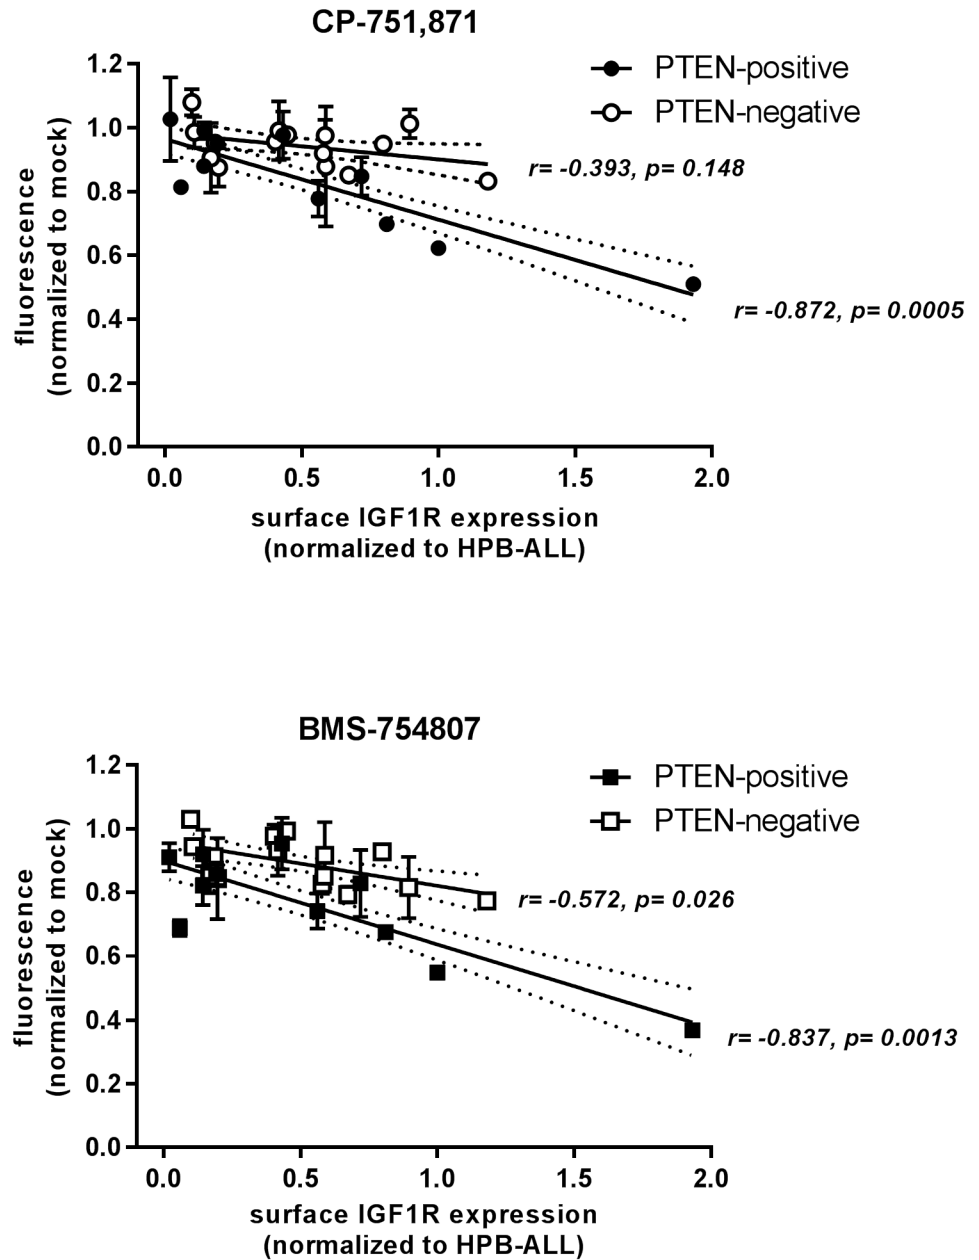 CP-751,871
PTEN-positive
PTEN-negative
fluorescence
(normalized to mock)
1.2
1.0
0.8
0.6
0.4
0.2
0.0
r= -0.393, p= 0.148
r= -0.872, p= 0.0005
0.0 0.5 1.0 1.5 2.0
surface IGF1R expression
(normalized to HPB-ALL)
BMS-754807
PTEN-positive
PTEN-negative
fluorescence
(normalized to mock)
1.2
1.0
0.8
0.6
0.4
0.2
0.0
r= -0.572, p= 0.026
r= -0.837, p= 0.0013
0.0 0.5 1.0 1.5 2.0
surface IGF1R expression
(normalized to HPB-ALL)